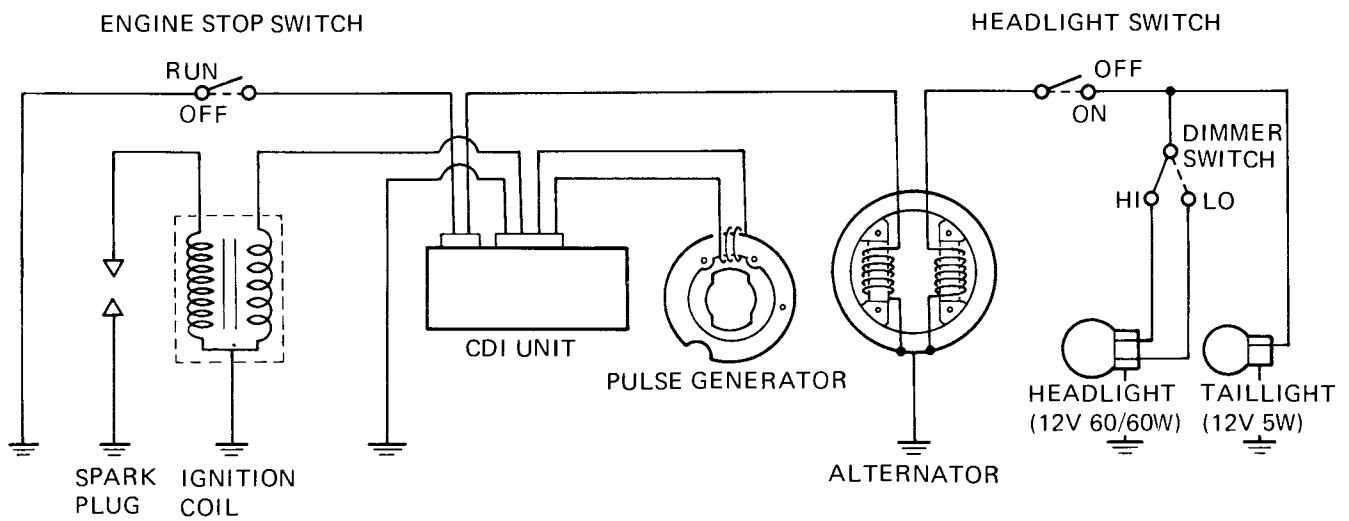 ENGINE STOP SWITCH
HEADLIGHT SWITCH
RUN
OFF
OFF
ON
DIMMER
SWITCH
HI
LO
CDI UNIT
PULSE GENERATOR
ALTERNATOR
HEADLIGHT
(12V 60/60W)
TAILLIGHT
(12V 5W)
SPARK
PLUG
IGNITION
COIL